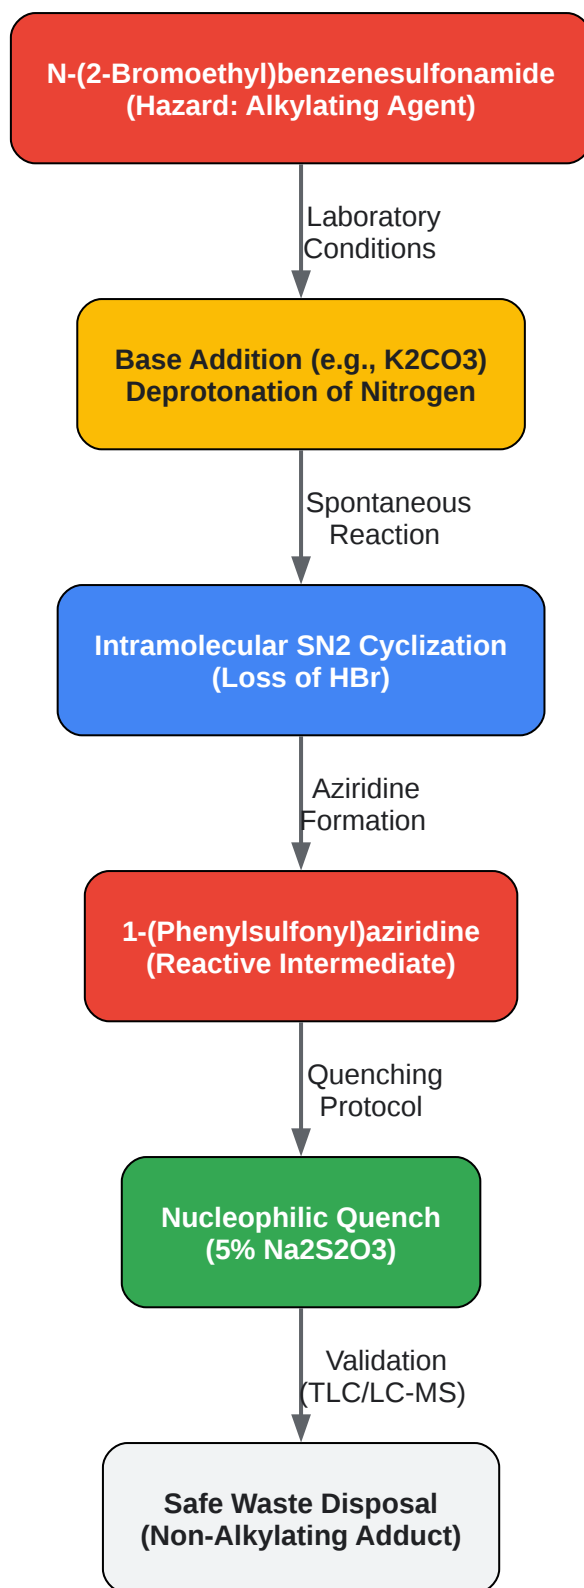 N-(2-Bromoethyl)benzenesulfonamide
(Hazard: Alkylating Agent)
Laboratory
Conditions
Base Addition (e.g., K2CO3)
Deprotonation of Nitrogen
Spontaneous
Reaction
Intramolecular SN2 Cyclization
(Loss of HBr)
Aziridine
Formation
1-(Phenylsulfonyl)aziridine
(Reactive Intermediate)
Quenching
Protocol
Nucleophilic Quench
(5% Na2S2O3)
Validation
(TLC/LC-MS)
Safe Waste Disposal
(Non-Alkylating Adduct)